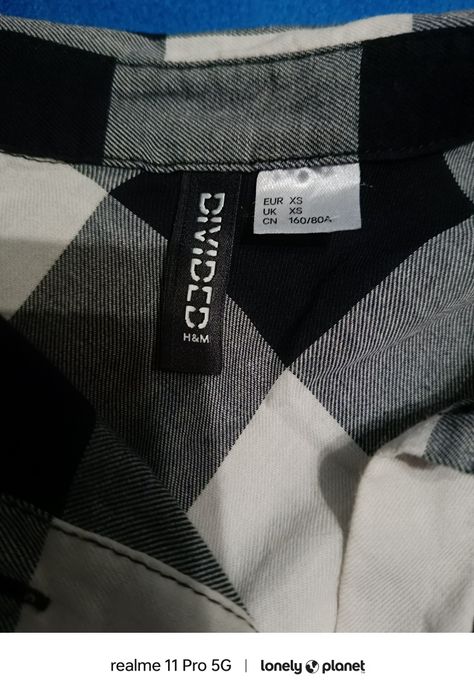 EUR XS
UK XS
CN 160/80A
DIVIDED
H&M
realme 11 Pro 5G | lonely planet